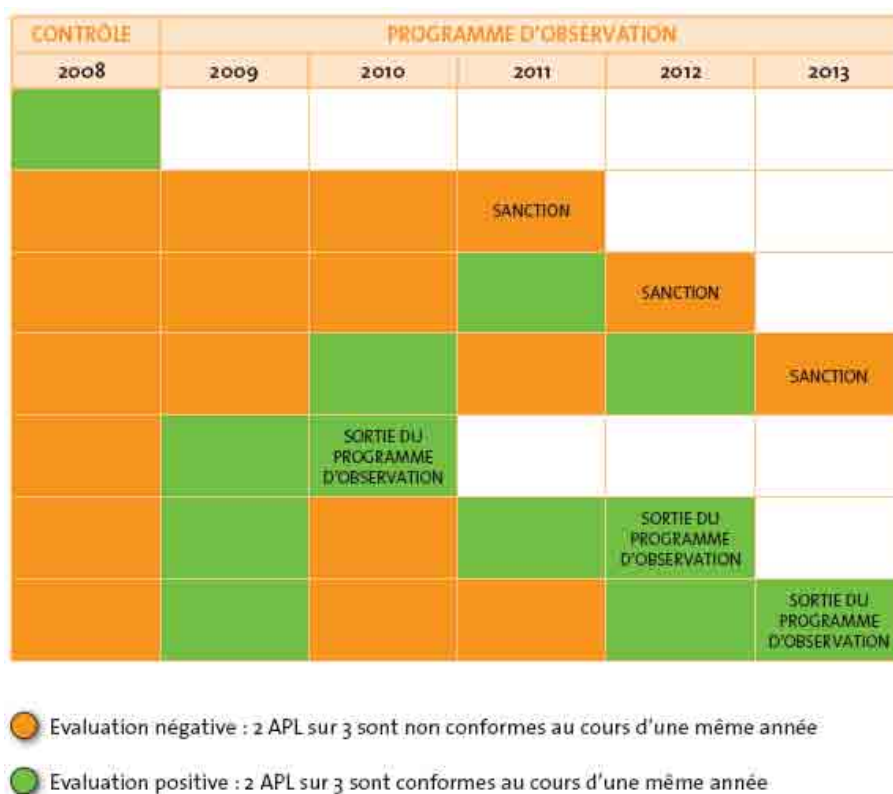 CONTRÔLE PROGRAMME D'OBSERVATION
2008 2009 2010 2011 2012 2013
SANCTION
SANCTION
SANCTION
SORTIE DU
PROGRAMME
D'OBSERVATION
SORTIE DU
PROGRAMME
D'OBSERVATION
SORTIE DU
PROGRAMME
D'OBSERVATION
Evaluation négative : 2 APL sur 3 sont non conformes au cours d'une même année
Evaluation positive : 2 APL sur 3 sont conformes au cours d'une même année